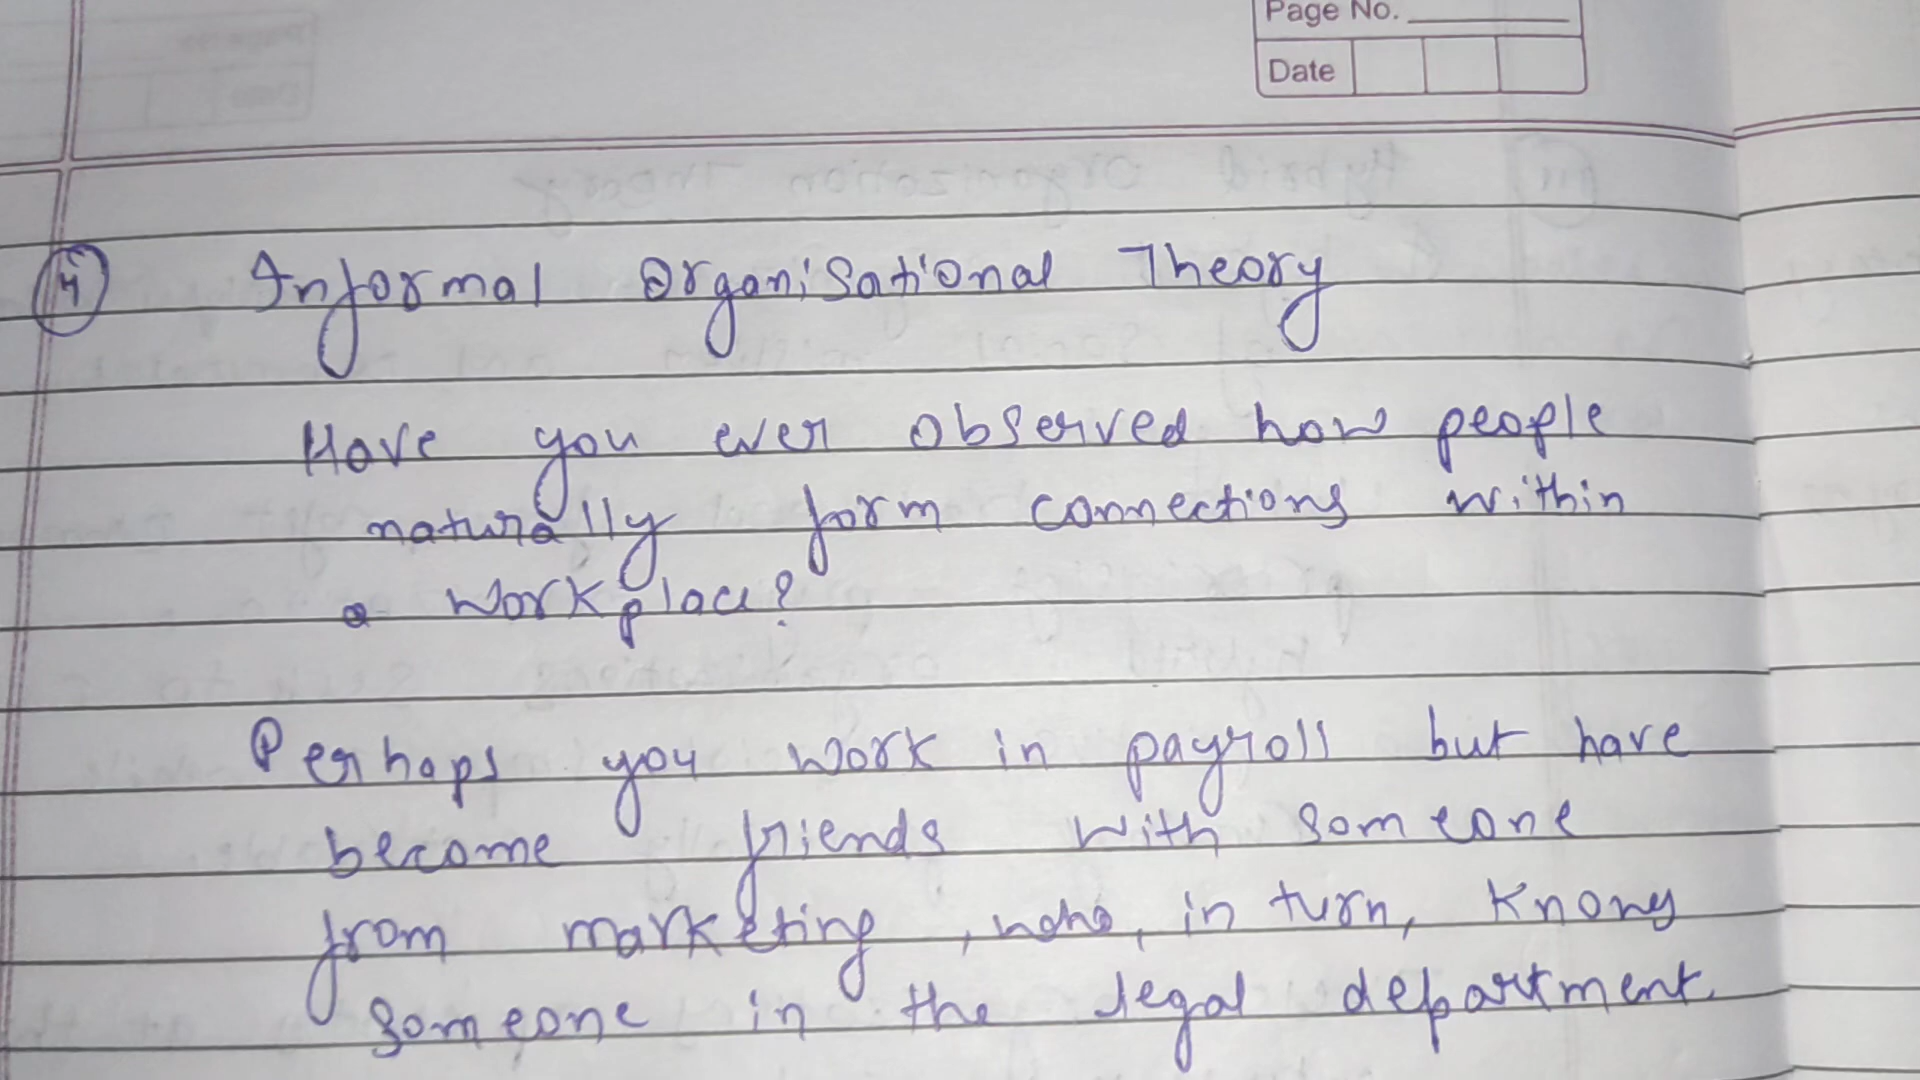 Page No.
Date
4 Informal Organisational Theory
Have you ever observed how people
naturally form connections within
a workplace?
Perhaps you work in payroll but have
become friends with someone
from marketing, who, in turn, knows
someone in the legal department.